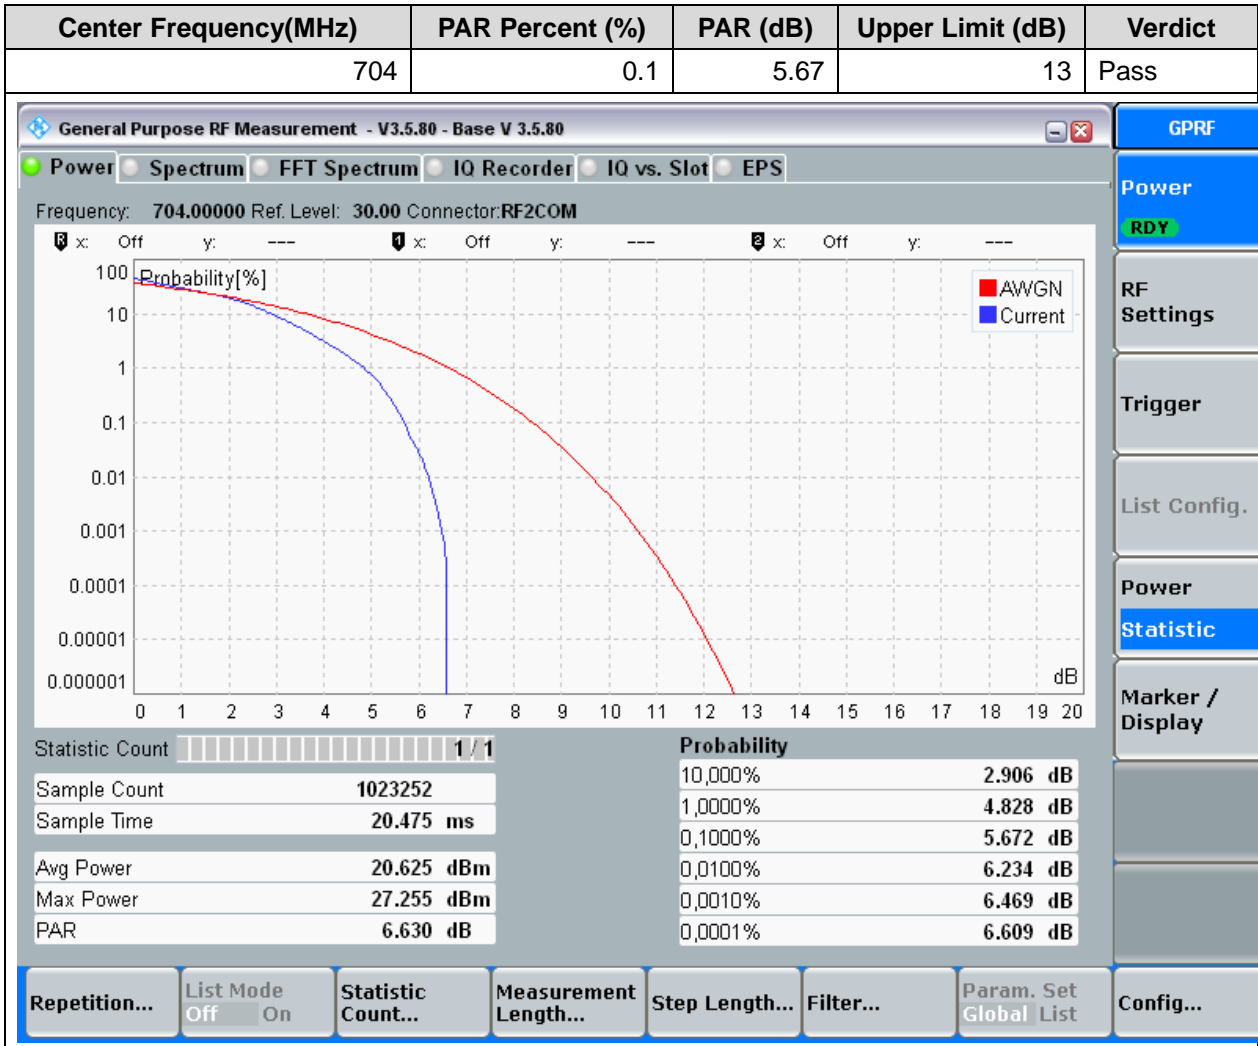 Center Frequency(MHz) PAR Percent (%) PAR (dB) Upper Limit (dB) Verdict
704 0.1 5.67 13 Pass
General Purpose RF Measurement - V3.5.80 - Base V 3.5.80
GPRF
Power Spectrum FFT Spectrum IQ Recorder IQ vs. Slot EPS
Power
RDY
Frequency: 704.00000 Ref. Level: 30.00 Connector:RF2COM
R x: Off y: --- 1 x: Off y: --- 2 x: Off y: ---
100 Probability[%]
AWGN
Current
RF
Settings
10
1
Trigger
0.1
0.01
List Config.
0.001
0.0001
Power
Statistic
0.00001
0.000001
dB
Marker /
Display
0 1 2 3 4 5 6 7 8 9 10 11 12 13 14 15 16 17 18 19 20
Statistic Count 1 / 1
Sample Count 1023252
Sample Time 20.475 ms
Avg Power 20.625 dBm
Max Power 27.255 dBm
PAR 6.630 dB
Probability
10,000% 2.906 dB
1,0000% 4.828 dB
0,1000% 5.672 dB
0,0100% 6.234 dB
0,0010% 6.469 dB
0,0001% 6.609 dB
Repetition...
List Mode
Off On
Statistic
Count...
Measurement
Length...
Step Length...
Filter...
Param. Set
Global List
Config...